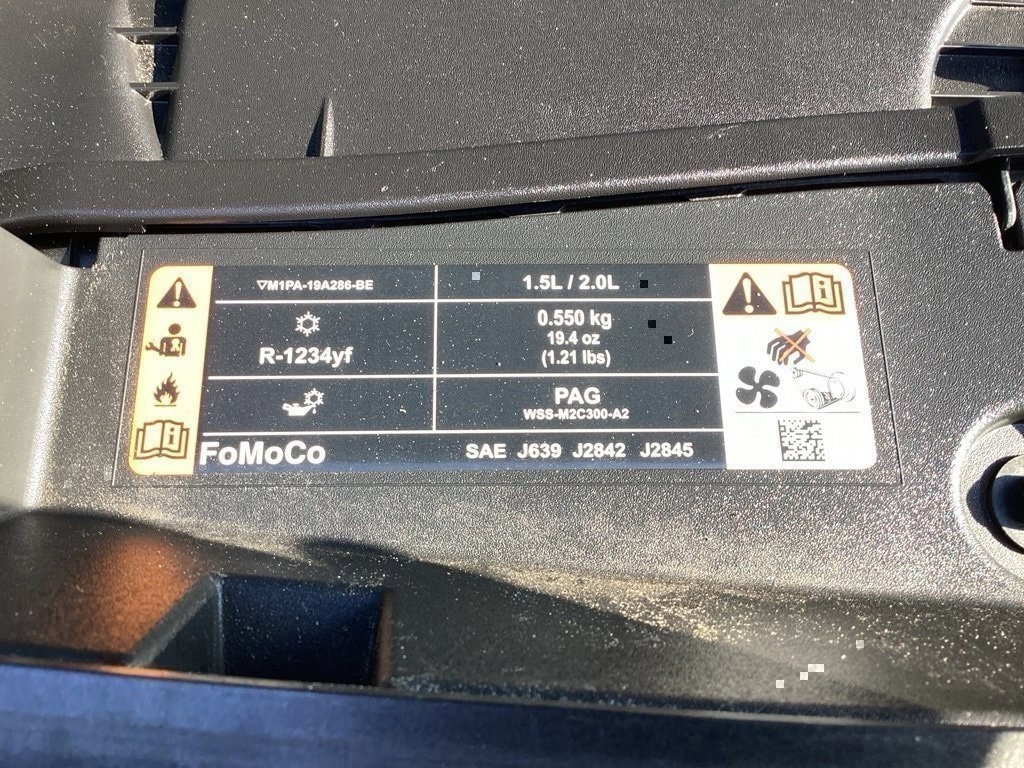 ▽M1PA-19A286-BE
1.5L / 2.0L
R-1234yf
0.550 kg
19.4 oz
(1.21 lbs)
PAG
WSS-M2C300-A2
FoMoCo
SAE J639 J2842 J2845